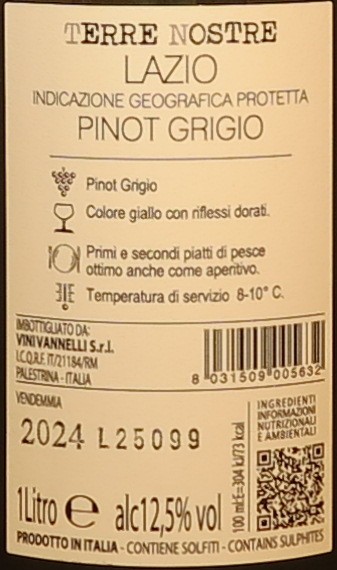 TERRE NOSTRE
LAZIO
INDICAZIONE GEOGRAFICA PROTETTA
PINOT GRIGIO
Pinot Grigio
Colore giallo con riflessi dorati.
Primi e secondi piatti di pesce
ottimo anche come aperitivo.
Temperatura di servizio 8-10° C.
IMBOTTIGLIATO DA:
VINI VANNELLI S.r.l.
I.C.Q.R.F. IT/21184/RM
PALESTRINA - ITALIA
8 031509 005632
VENDEMMIA
2024 L25099
INGREDIENTI
INFORMAZIONI
NUTRIZIONALI
E AMBIENTALI
100 ml:E=304 kJ/73 kcal
1Litro e alc12,5% vol
PRODOTTO IN ITALIA - CONTIENE SOLFITI - CONTAINS SULPHITES